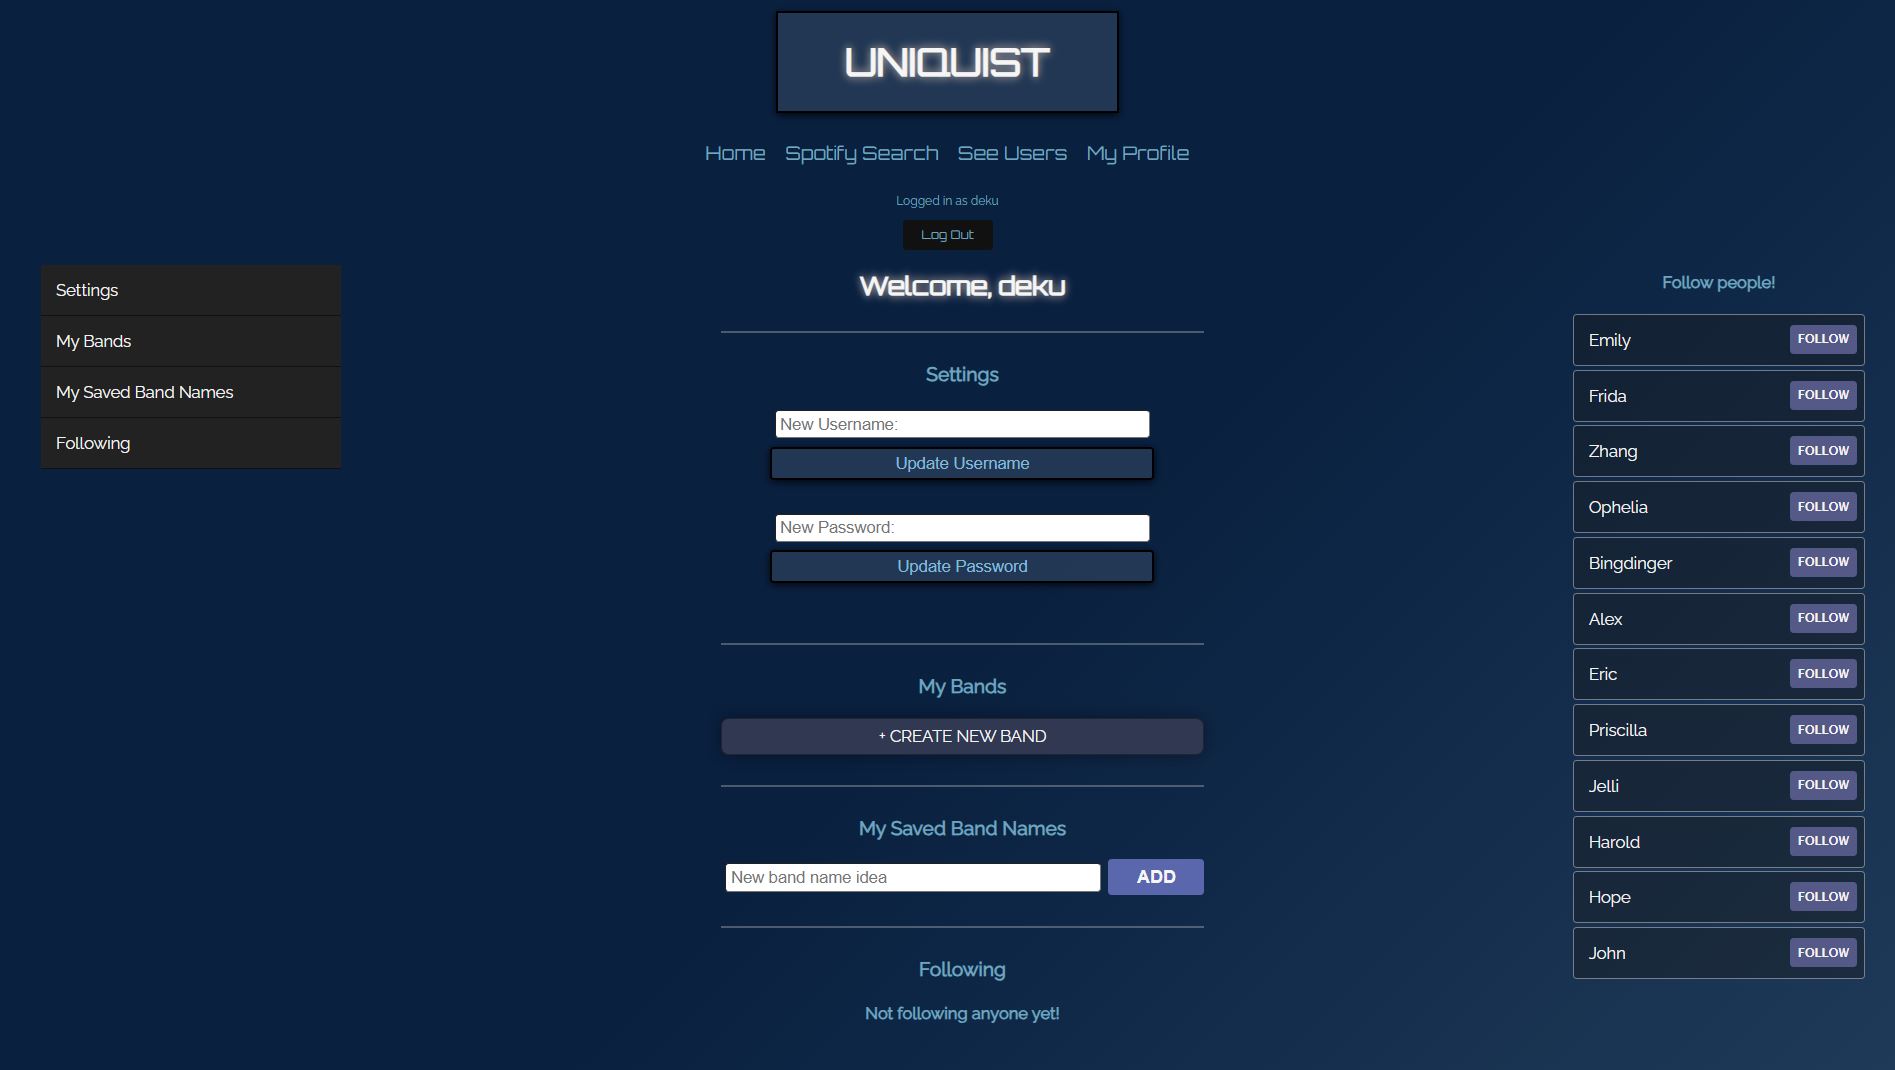 UNIQUIST
Home Spotify Search See Users My Profile
Logged in as deku
Log Out
Settings
My Bands
My Saved Band Names
Following
Welcome, deku
Settings
New Username:
Update Username
New Password:
Update Password
My Bands
+ CREATE NEW BAND
My Saved Band Names
New band name idea ADD
Following
Not following anyone yet!
Follow people!
Emily FOLLOW
Frida FOLLOW
Zhang FOLLOW
Ophelia FOLLOW
Bingdinger FOLLOW
Alex FOLLOW
Eric FOLLOW
Priscilla FOLLOW
Jelli FOLLOW
Harold FOLLOW
Hope FOLLOW
John FOLLOW